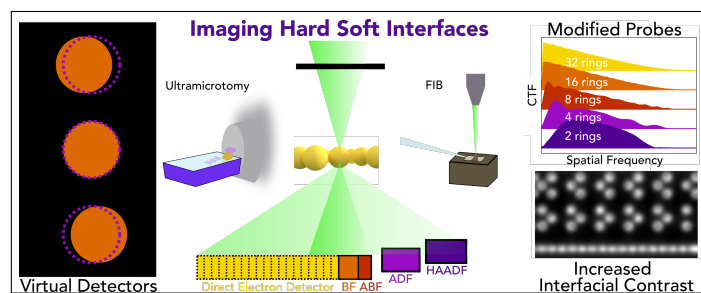 Imaging Hard Soft Interfaces
Modified Probes
Ultramicrotomy
FIB
CTF
32 rings
16 rings
8 rings
4 rings
2 rings
Spatial Frequency
Direct Electron Detector
BF
ABF
ADF
HAADF
Virtual Detectors
Increased
Interfacial Contrast